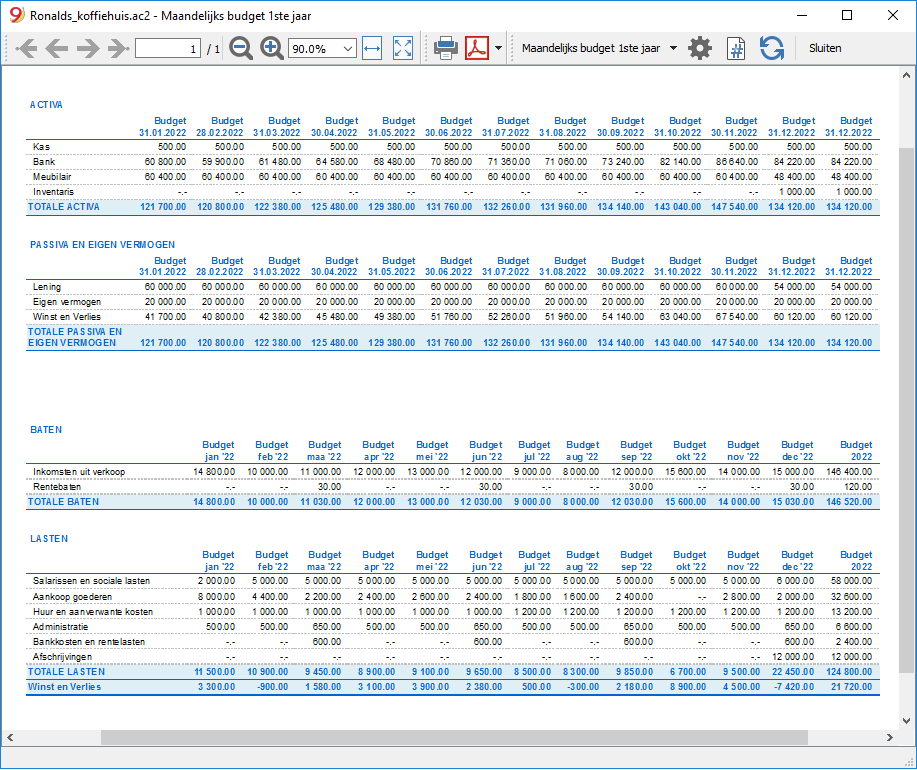 Ronalds_koffiehuis.ac2 - Maandelijks budget 1ste jaar
1 / 1 90.0% Maandelijks budget 1ste jaar Sluiten
ACTIVA
Budget Budget Budget Budget Budget Budget Budget Budget Budget Budget Budget Budget Budget
31.01.2022 28.02.2022 31.03.2022 30.04.2022 31.05.2022 30.06.2022 31.07.2022 31.08.2022 30.09.2022 31.10.2022 30.11.2022 31.12.2022 31.12.2022
Kas 500.00 500.00 500.00 500.00 500.00 500.00 500.00 500.00 500.00 500.00 500.00 500.00 500.00
Bank 60 800.00 59 900.00 61 480.00 64 580.00 68 480.00 70 860.00 71 360.00 71 060.00 73 240.00 82 140.00 86 640.00 84 220.00 84 220.00
Meubilair 60 400.00 60 400.00 60 400.00 60 400.00 60 400.00 60 400.00 60 400.00 60 400.00 60 400.00 60 400.00 60 400.00 48 400.00 48 400.00
Inventaris -.- -.- -.- -.- -.- -.- -.- -.- -.- -.- -.- 1 000.00 1 000.00
TOTALE ACTIVA 121 700.00 120 800.00 122 380.00 125 480.00 129 380.00 131 760.00 132 260.00 131 960.00 134 140.00 143 040.00 147 540.00 134 120.00 134 120.00
PASSIVA EN EIGEN VERMOGEN
Budget Budget Budget Budget Budget Budget Budget Budget Budget Budget Budget Budget Budget
31.01.2022 28.02.2022 31.03.2022 30.04.2022 31.05.2022 30.06.2022 31.07.2022 31.08.2022 30.09.2022 31.10.2022 30.11.2022 31.12.2022 31.12.2022
Lening 60 000.00 60 000.00 60 000.00 60 000.00 60 000.00 60 000.00 60 000.00 60 000.00 60 000.00 60 000.00 60 000.00 54 000.00 54 000.00
Eigen vermogen 20 000.00 20 000.00 20 000.00 20 000.00 20 000.00 20 000.00 20 000.00 20 000.00 20 000.00 20 000.00 20 000.00 20 000.00 20 000.00
Winst en Verlies 41 700.00 40 800.00 42 380.00 45 480.00 49 380.00 51 760.00 52 260.00 51 960.00 54 140.00 63 040.00 67 540.00 60 120.00 60 120.00
TOTALE PASSIVA EN
EIGEN VERMOGEN 121 700.00 120 800.00 122 380.00 125 480.00 129 380.00 131 760.00 132 260.00 131 960.00 134 140.00 143 040.00 147 540.00 134 120.00 134 120.00
BATEN
Budget Budget Budget Budget Budget Budget Budget Budget Budget Budget Budget Budget Budget
jan '22 feb '22 maa '22 apr '22 mei '22 jun '22 jul '22 aug '22 sep '22 okt '22 nov '22 dec '22 2022
Inkomsten uit verkoop 14 800.00 10 000.00 11 000.00 12 000.00 13 000.00 12 000.00 9 000.00 8 000.00 12 000.00 15 600.00 14 000.00 15 000.00 146 400.00
Rentebaten -.- -.- 30.00 -.- -.- 30.00 -.- -.- 30.00 -.- -.- 30.00 120.00
TOTALE BATEN 14 800.00 10 000.00 11 030.00 12 000.00 13 000.00 12 030.00 9 000.00 8 000.00 12 030.00 15 600.00 14 000.00 15 030.00 146 520.00
LASTEN
Budget Budget Budget Budget Budget Budget Budget Budget Budget Budget Budget Budget Budget
jan '22 feb '22 maa '22 apr '22 mei '22 jun '22 jul '22 aug '22 sep '22 okt '22 nov '22 dec '22 2022
Salarissen en sociale lasten 2 000.00 5 000.00 5 000.00 5 000.00 5 000.00 5 000.00 5 000.00 5 000.00 5 000.00 5 000.00 5 000.00 6 000.00 58 000.00
Aankoop goederen 8 000.00 4 400.00 2 200.00 2 400.00 2 600.00 2 400.00 1 800.00 1 600.00 2 400.00 -.- 2 800.00 2 000.00 32 600.00
Huur en aanverwante kosten 1 000.00 1 000.00 1 000.00 1 000.00 1 000.00 1 000.00 1 200.00 1 200.00 1 200.00 1 200.00 1 200.00 1 200.00 13 200.00
Administratie 500.00 500.00 650.00 500.00 500.00 650.00 500.00 500.00 650.00 500.00 500.00 650.00 6 600.00
Bankkosten en rentelasten -.- -.- 600.00 -.- -.- 600.00 -.- -.- 600.00 -.- -.- 600.00 2 400.00
Afschrijvingen -.- -.- -.- -.- -.- -.- -.- -.- -.- -.- -.- 12 000.00 12 000.00
TOTALE LASTEN 11 500.00 10 900.00 9 450.00 8 900.00 9 100.00 9 650.00 8 500.00 8 300.00 9 850.00 6 700.00 9 500.00 22 450.00 124 800.00
Winst en Verlies 3 300.00 -900.00 1 580.00 3 100.00 3 900.00 2 380.00 500.00 -300.00 2 180.00 8 900.00 4 500.00 -7 420.00 21 720.00